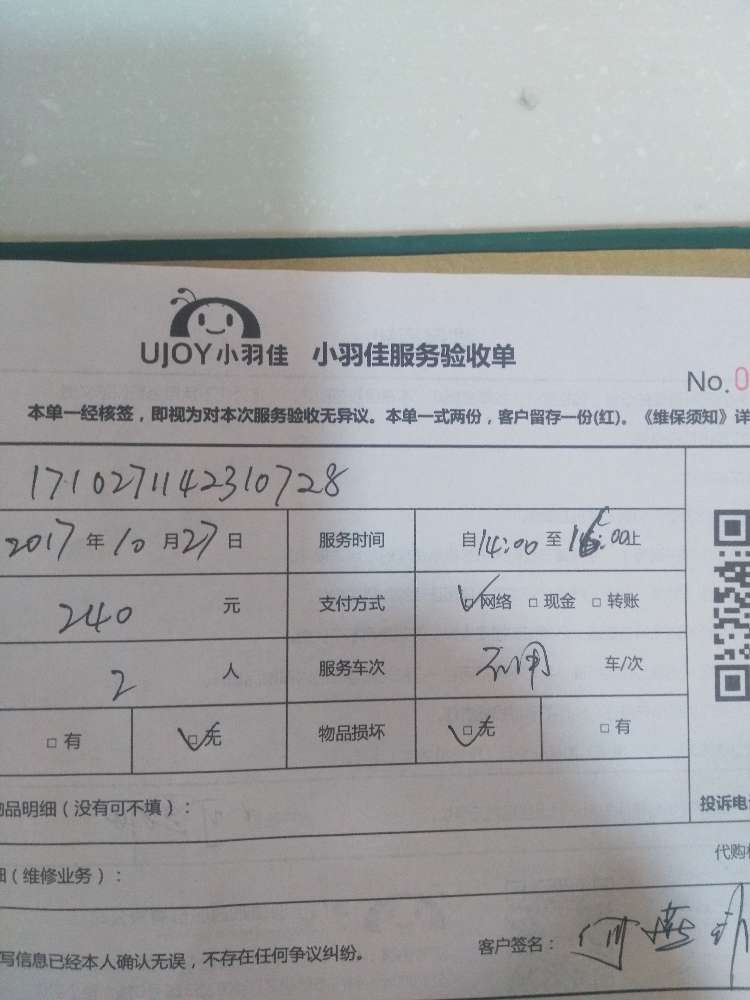 UJOY小羽佳 小羽佳服务验收单
No.0
本单一经核签，即视为对本次服务验收无异议。本单一式两份，客户留存一份(红)。《维保须知》详
1710271142310728
2017 年 10 月 27 日 服务时间 自 14:00 至 16:00 止
240 元 支付方式 网络 现金 转账
2 人 服务车次 不用 车/次
有 无 物品损坏 无 有
品明细（没有可不填）： 投诉电
（维修业务）： 代购
写信息已经本人确认无误，不存在任何争议纠纷。 客户签名：